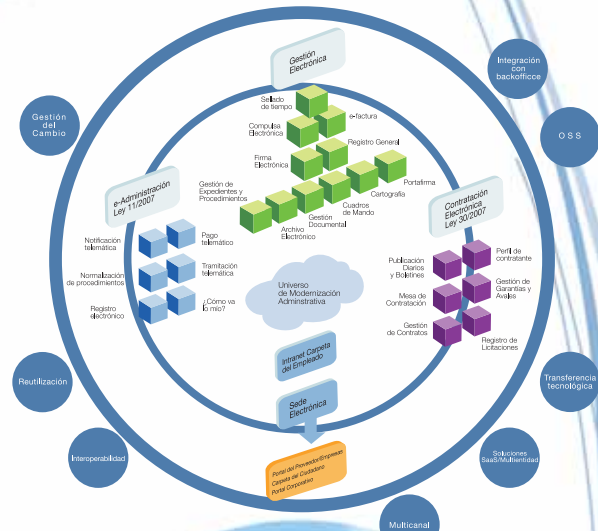 Gestión
Electrónica
Integración
con
backofficce
Gestión
del
Cambio
O S S
Sellado
de tiempo
e-factura
Compulsa
Electrónica
Registro General
Firma
Electrónica
Portafirma
Cartografía
Cuadros
de Mando
Gestión
Documental
Archivo
Electrónico
Gestión de
Expedientes y
Procedimientos
e-Administración
Ley 11/2007
Notificación
telemática
Pago
telemático
Normalización
de procedimientos
Tramitación
telemática
Registro
electrónico
¿Cómo va
lo mio?
Universo
de Modernización
Adminstrativa
Contratación
Electrónica
Ley 30/2007
Publicación
Diarios
y Boletines
Perfil de
contratante
Mesa de
Contratación
Gestión de
Garantías y
Avales
Gestión
de Contratos
Registro de
Licitaciones
Intranet Carpeta
del Empleado
Sede
Electrónica
Portal del Proveedor/Empresas
Carpeta del Ciudadano
Portal Corporativo
Reutilización
Interoperabilidad
Transferencia
tecnológica
Soluciones
SaaS/Multientidad
Multicanal